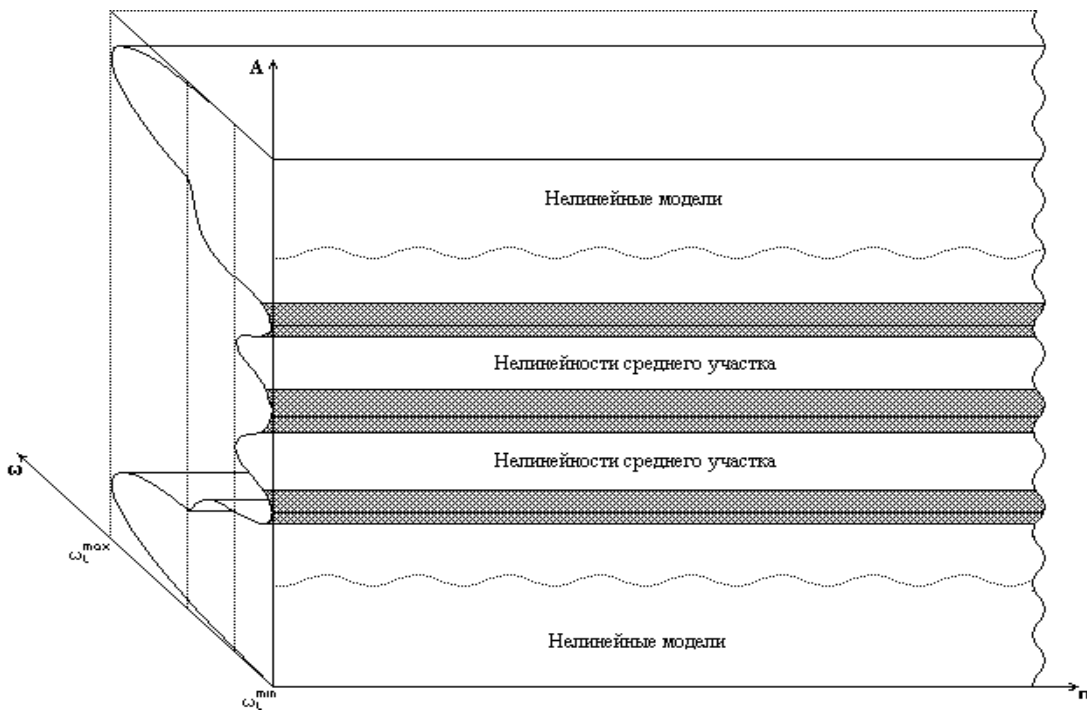 A
Нелинейные модели
Нелинейности среднего участка
Нелинейности среднего участка
ω
ω_L^max
Нелинейные модели
ω_L^min
n